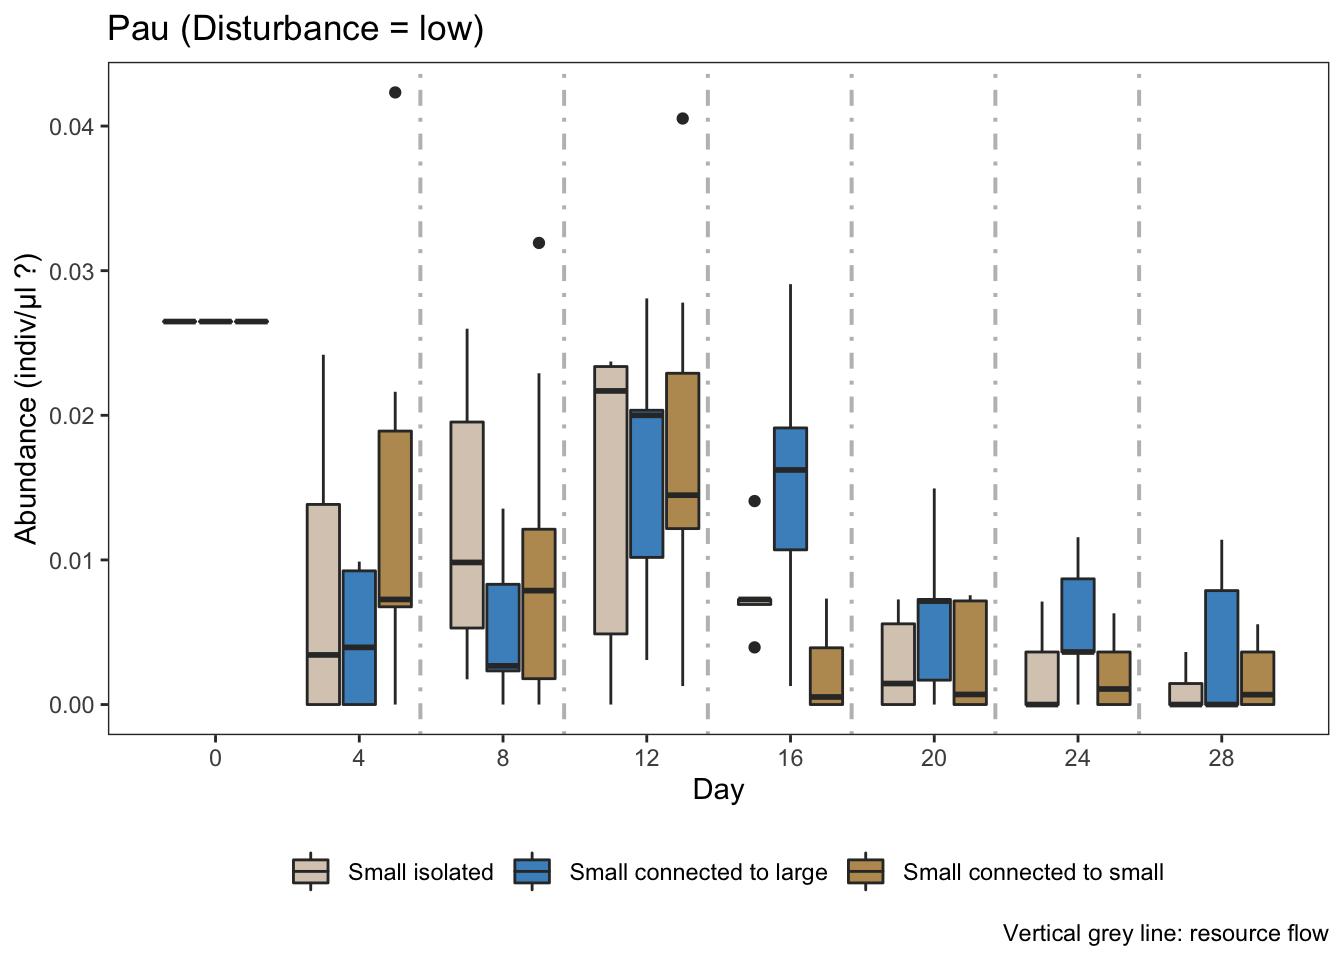 Pau (Disturbance = low)
Abundance (indiv/μl ?)
0.04
0.03
0.02
0.01
0.00
0 4 8 12 16 20 24 28
Day
Small isolated Small connected to large Small connected to small
Vertical grey line: resource flow